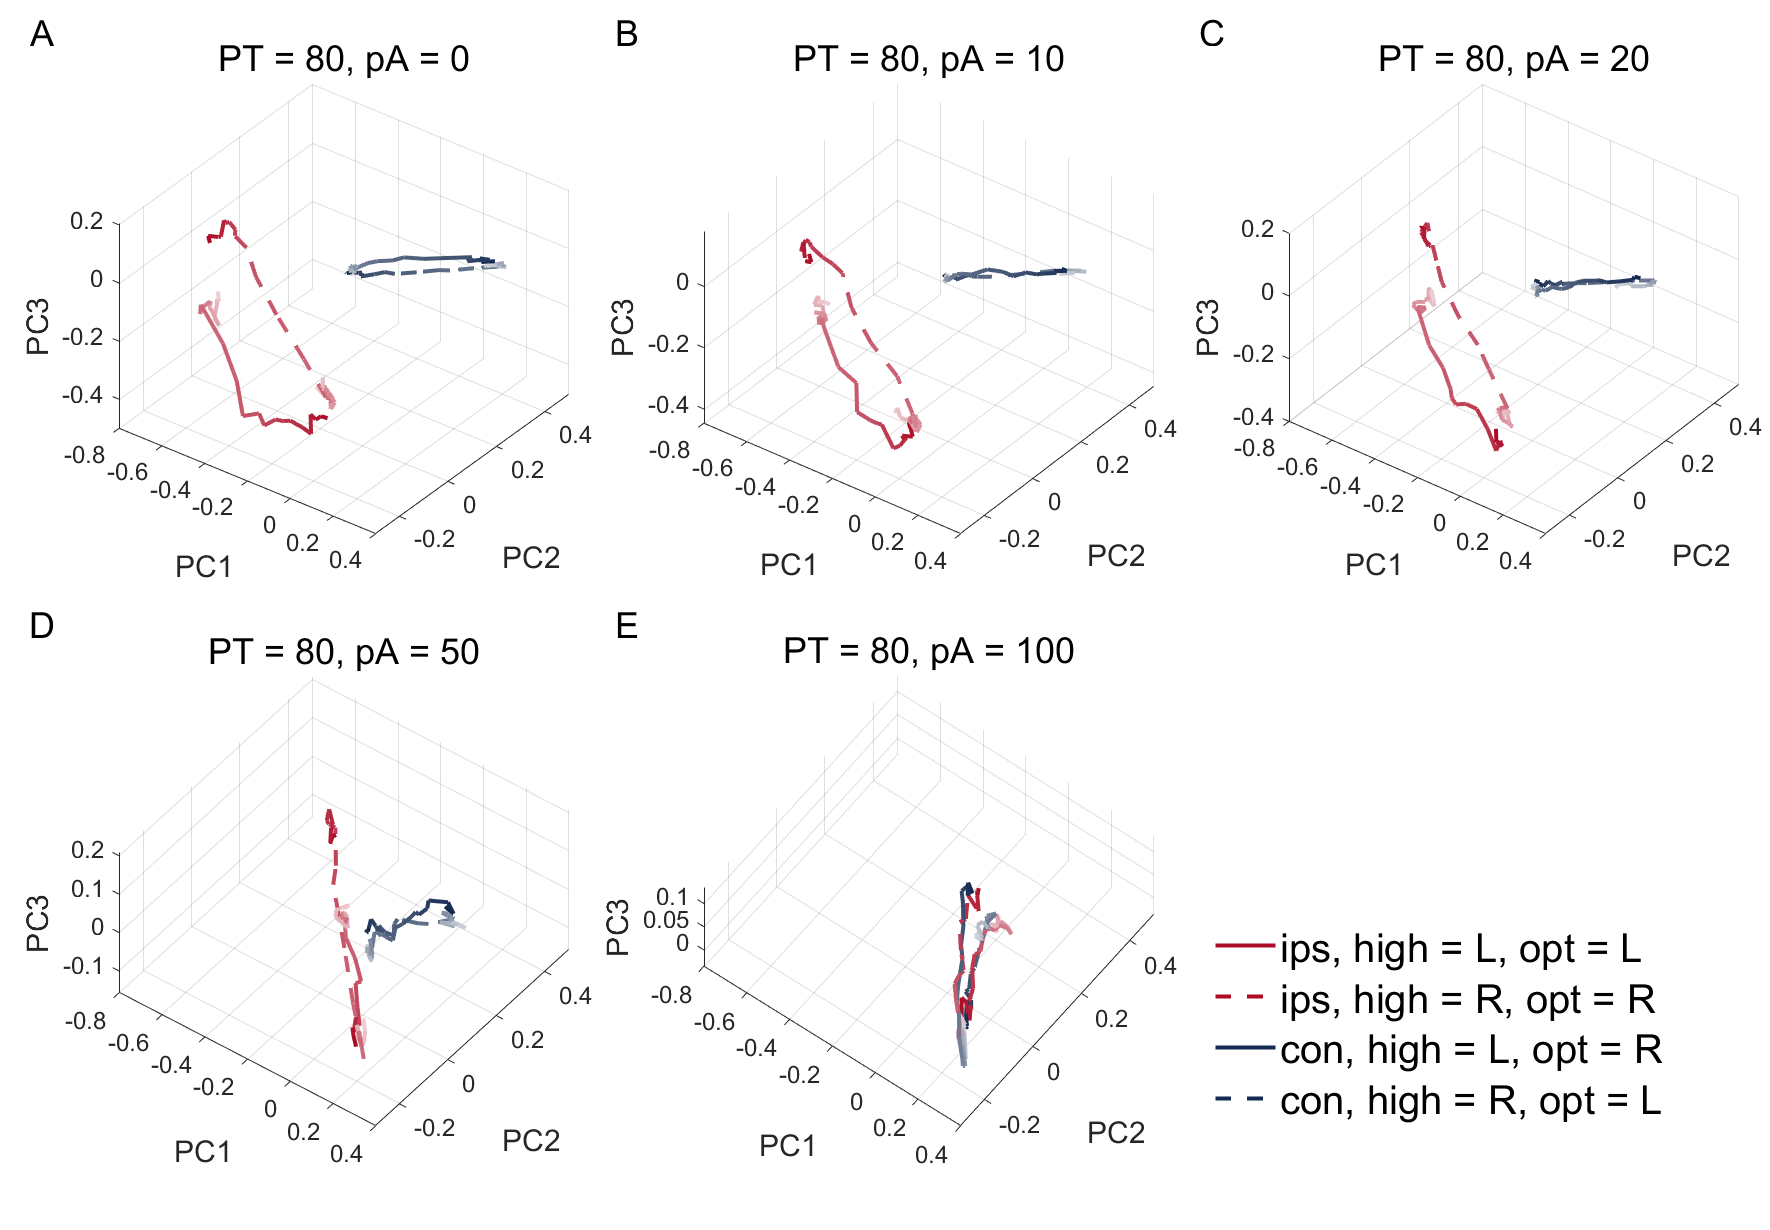 A
PT = 80, pA = 0
0.2
0
-0.2
-0.4
PC3
-0.8
-0.6
-0.4
-0.2
0
0.2
0.4
PC1
-0.2
0
0.2
0.4
PC2
B
PT = 80, pA = 10
0
-0.2
-0.4
PC3
-0.8
-0.6
-0.4
-0.2
0
0.2
0.4
PC1
-0.2
0
0.2
0.4
PC2
C
PT = 80, pA = 20
0.2
0
-0.2
-0.4
PC3
-0.8
-0.6
-0.4
-0.2
0
0.2
0.4
PC1
-0.2
0
0.2
0.4
PC2
D
PT = 80, pA = 50
0.2
0.1
0
-0.1
PC3
-0.8
-0.6
-0.4
-0.2
0
0.2
0.4
PC1
-0.2
0
0.2
0.4
PC2
E
PT = 80, pA = 100
0.1
0.05
0
PC3
-0.8
-0.6
-0.4
-0.2
0
0.2
0.4
PC1
-0.2
0
0.2
0.4
PC2
ips, high = L, opt = L
ips, high = R, opt = R
con, high = L, opt = R
con, high = R, opt = L